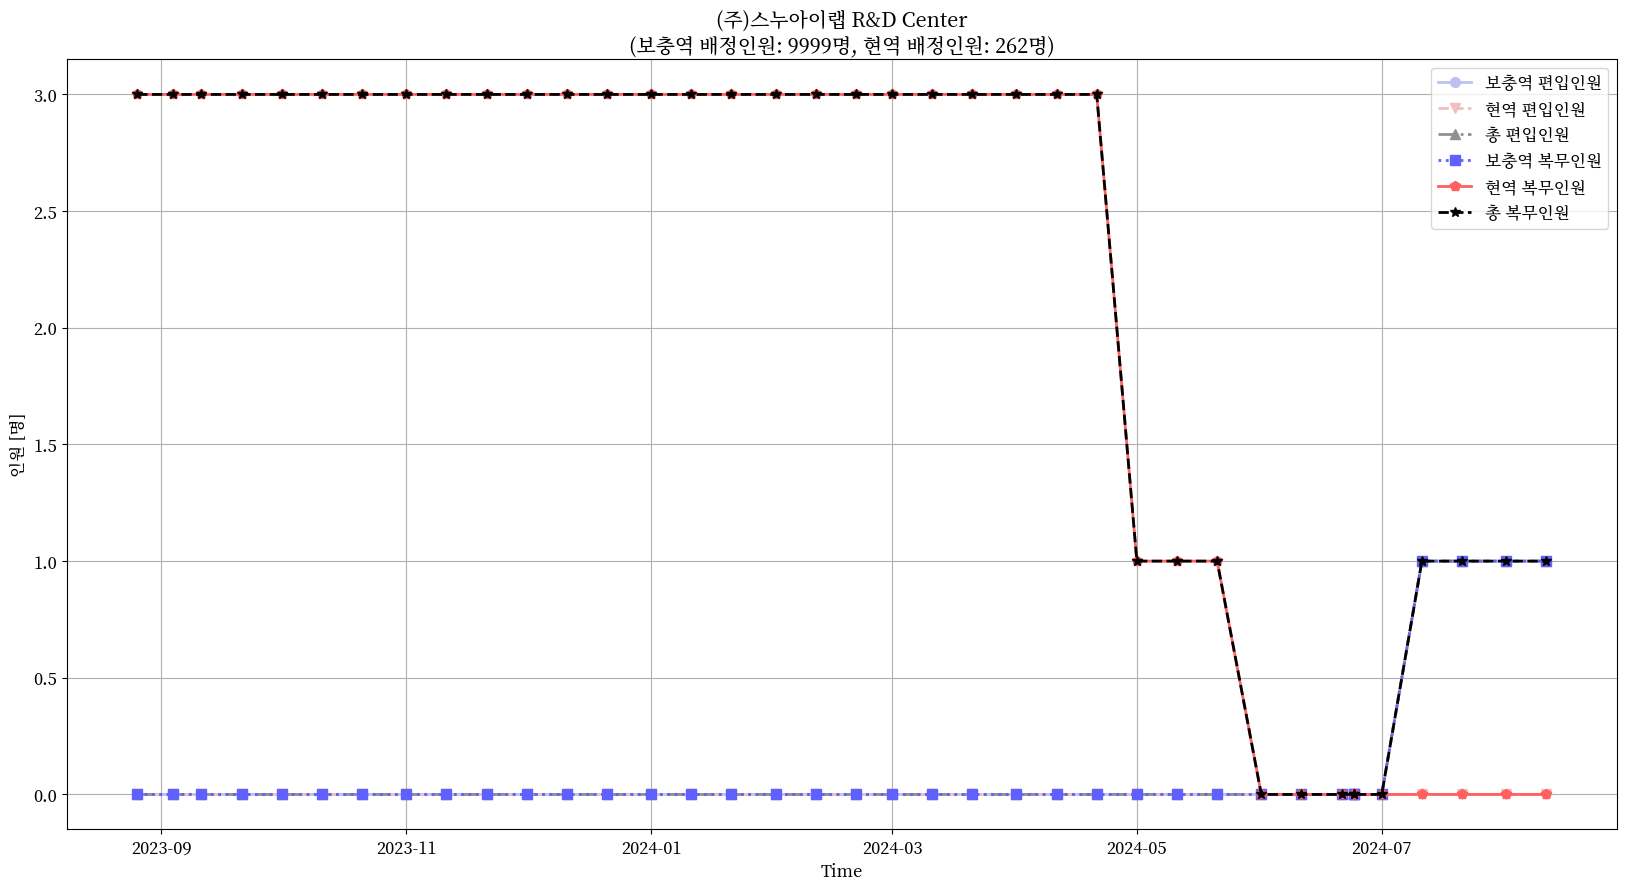 (주)스누아이랩 R&D Center
(보충역 배정인원: 9999명, 현역 배정인원: 262명)
보충역 편입인원
현역 편입인원
총 편입인원
보충역 복무인원
현역 복무인원
총 복무인원
인원 [명]
3.0
2.5
2.0
1.5
1.0
0.5
0.0
2023-09
2023-11
2024-01
2024-03
2024-05
2024-07
Time